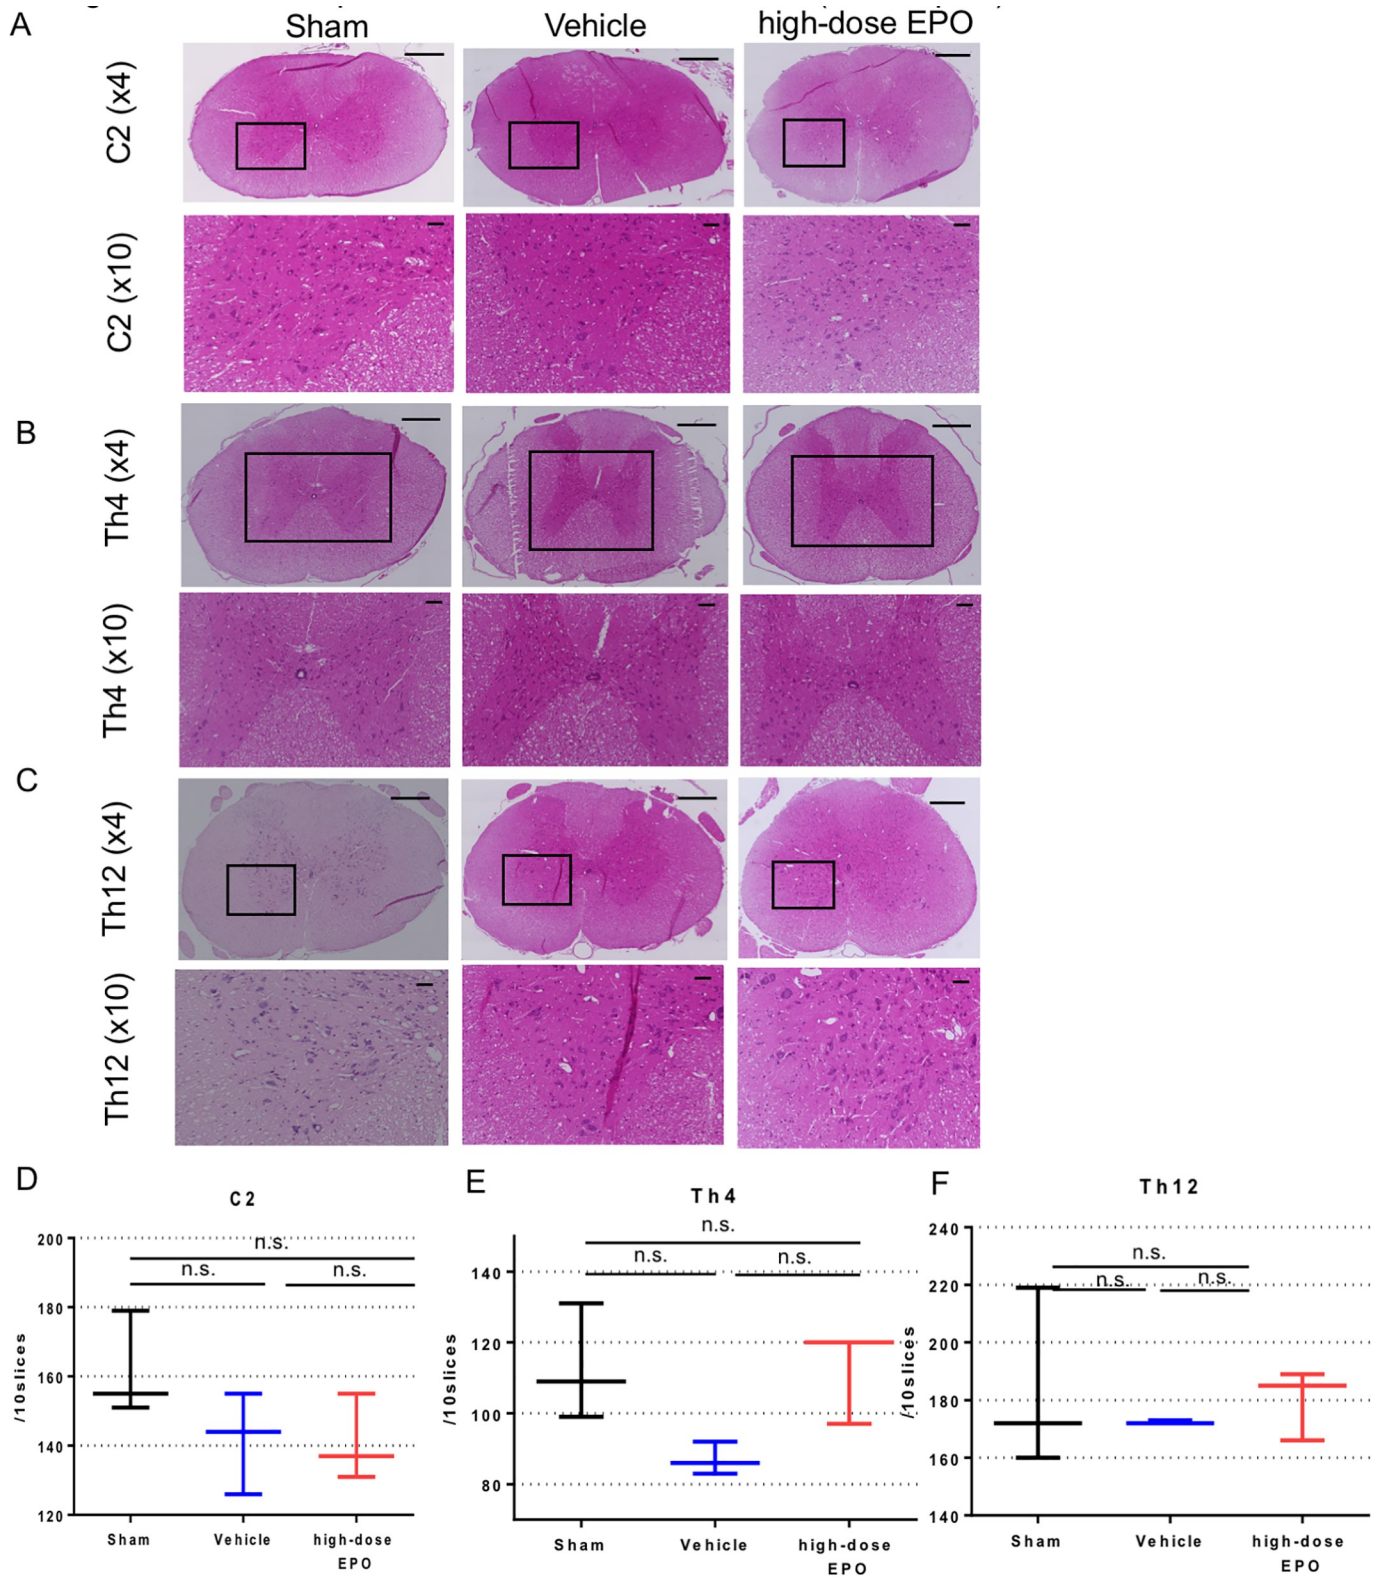 A
Sham
Vehicle
high-dose EPO
C2 (x4)
C2 (x10)
B
Th4 (x4)
Th4 (x10)
C
Th12 (x4)
Th12 (x10)
D
C2
200
180
160
140
120
/10slices
n.s.
n.s.
n.s.
Sham
Vehicle
high-dose
EPO
E
Th4
140
120
100
80
/10slices
n.s.
n.s.
n.s.
Sham
Vehicle
high-dose
EPO
F
Th12
240
220
200
180
160
140
/10slices
n.s.
n.s.
n.s.
Sham
Vehicle
high-dose
EPO